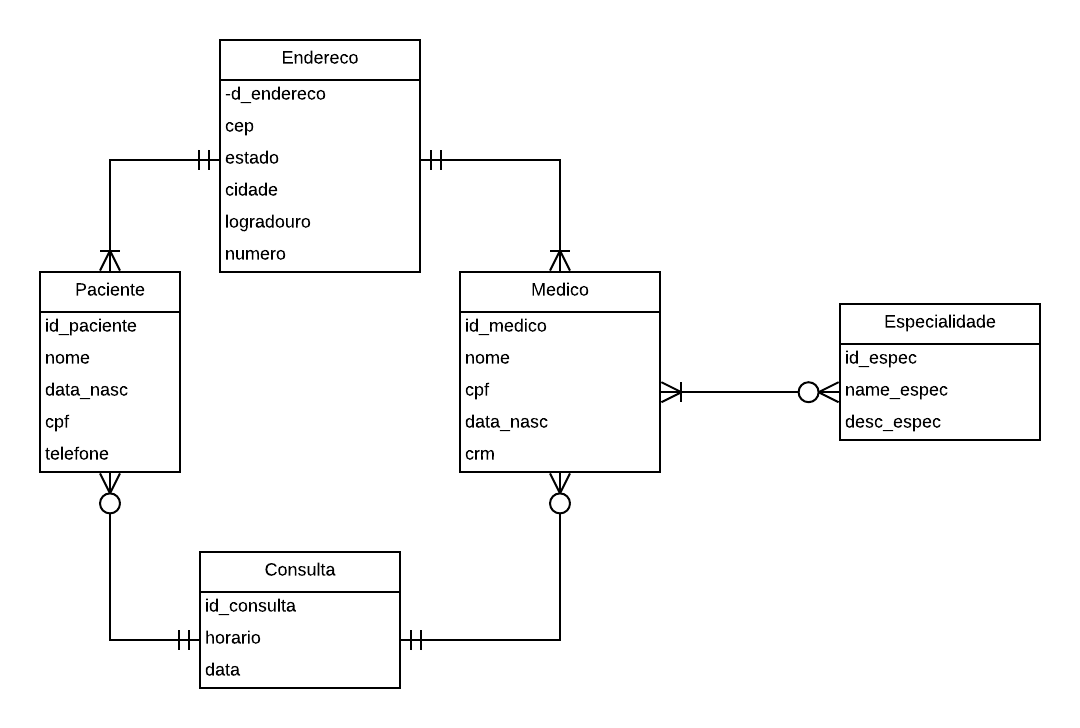 Endereco
-d_endereco
cep
estado
cidade
logradouro
numero
Paciente
id_paciente
nome
data_nasc
cpf
telefone
Medico
id_medico
nome
cpf
data_nasc
crm
Especialidade
id_espec
name_espec
desc_espec
Consulta
id_consulta
horario
data